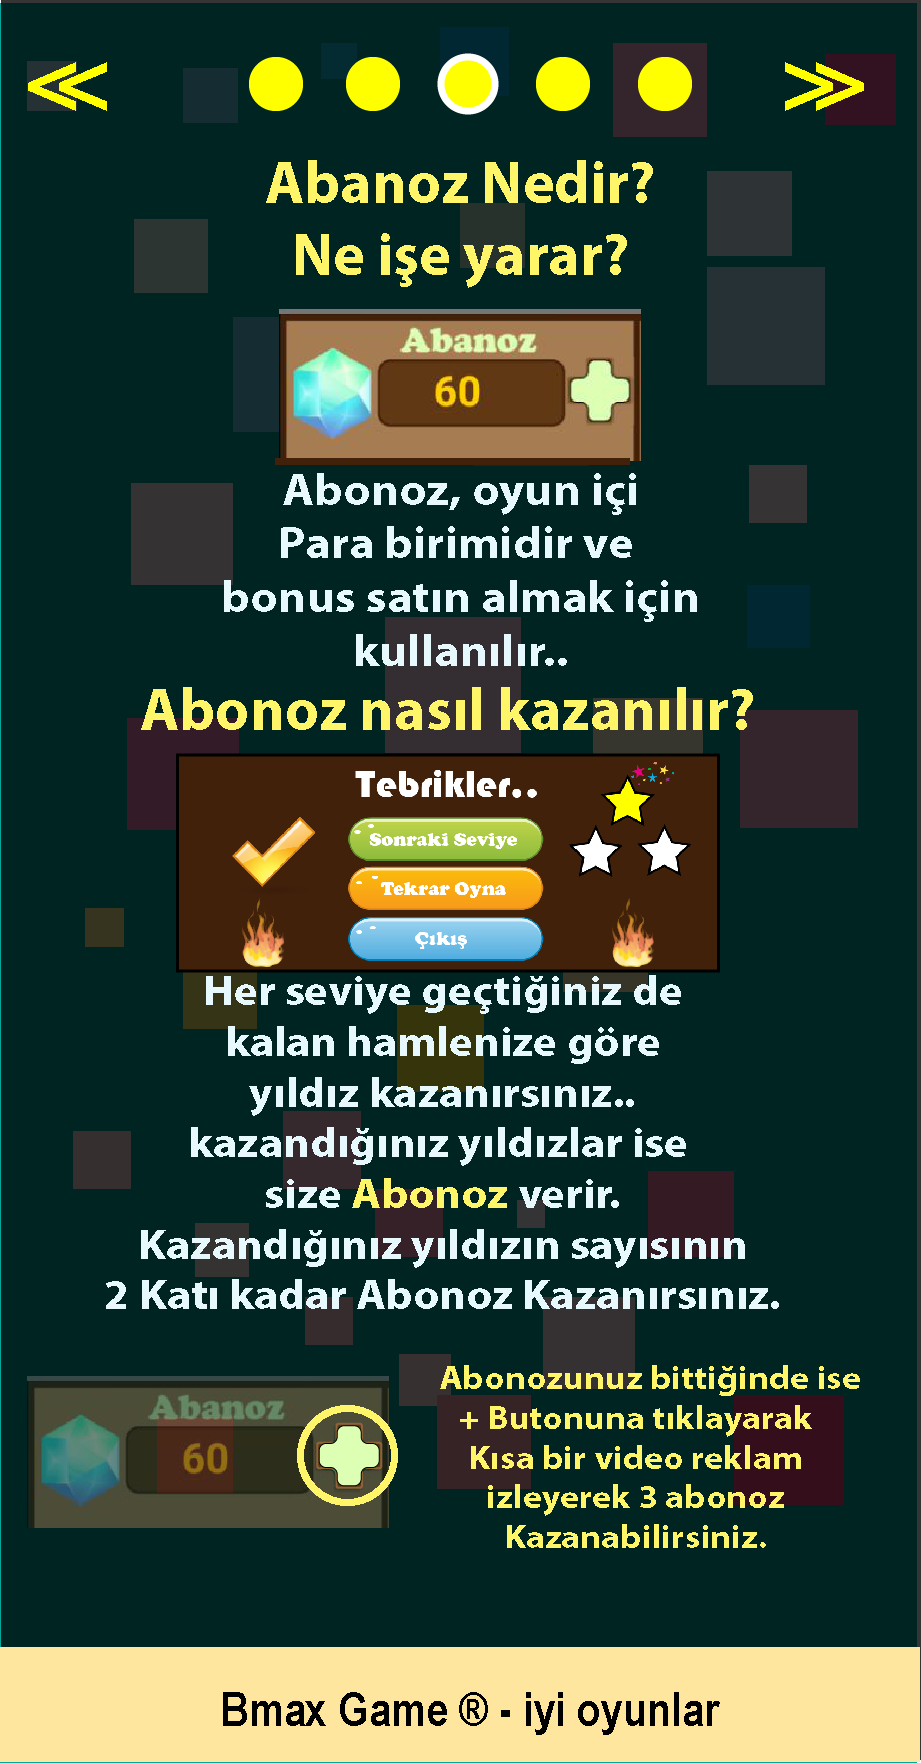 Abanoz Nedir?
Ne işe yarar?
Abanoz
60
Abonoz, oyun içi
Para birimidir ve
bonus satın almak için
kullanılır..
Abonoz nasıl kazanılır?
Tebrikler..
Sonraki Seviye
Tekrar Oyna
Çıkış
Her seviye geçtiğiniz de
kalan hamlenize göre
yıldız kazanırsınız..
kazandığınız yıldızlar ise
size Abonoz verir.
Kazandığınız yıldızın sayısının
2 Katı kadar Abonoz Kazanırsınız.
Abanoz
60
Abonozunuz bittiğinde ise
+ Butonuna tıklayarak
Kısa bir video reklam
izleyerek 3 abonoz
Kazanabilirsiniz.
Bmax Game ® - iyi oyunlar